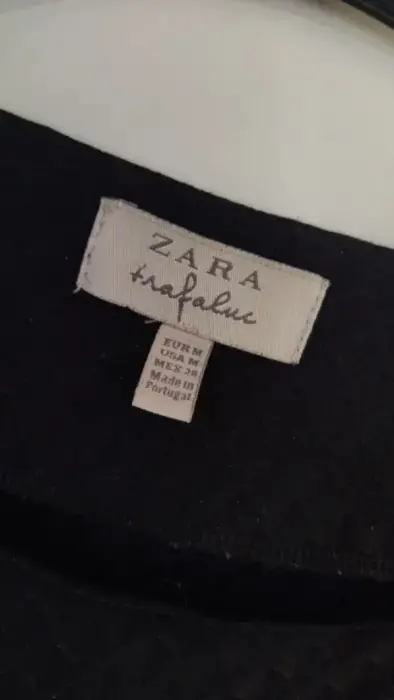 ZARA
trafaluc
EUR M
USA M
MEX 28
Made in
Portugal